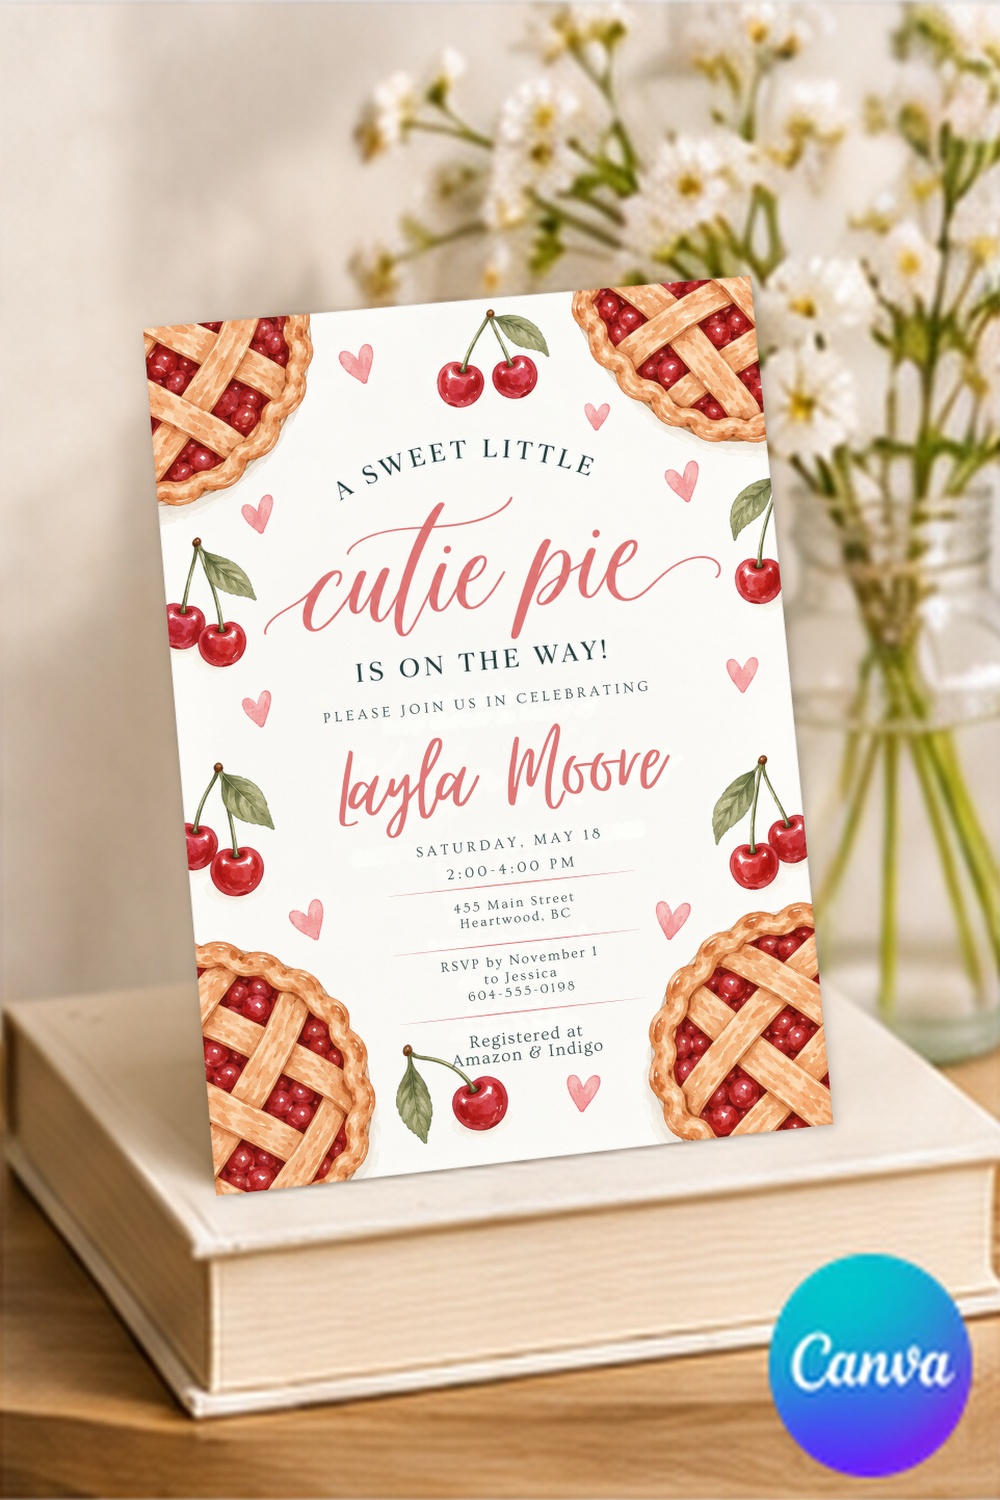 A SWEET LITTLE
cutie pie
IS ON THE WAY!
PLEASE JOIN US IN CELEBRATING
Layla Moore
SATURDAY, MAY 18
2:00-4:00 PM
455 Main Street
Heartwood, BC
RSVP by November 1
to Jessica
604-555-0198
Registered at
Amazon & Indigo
Canva